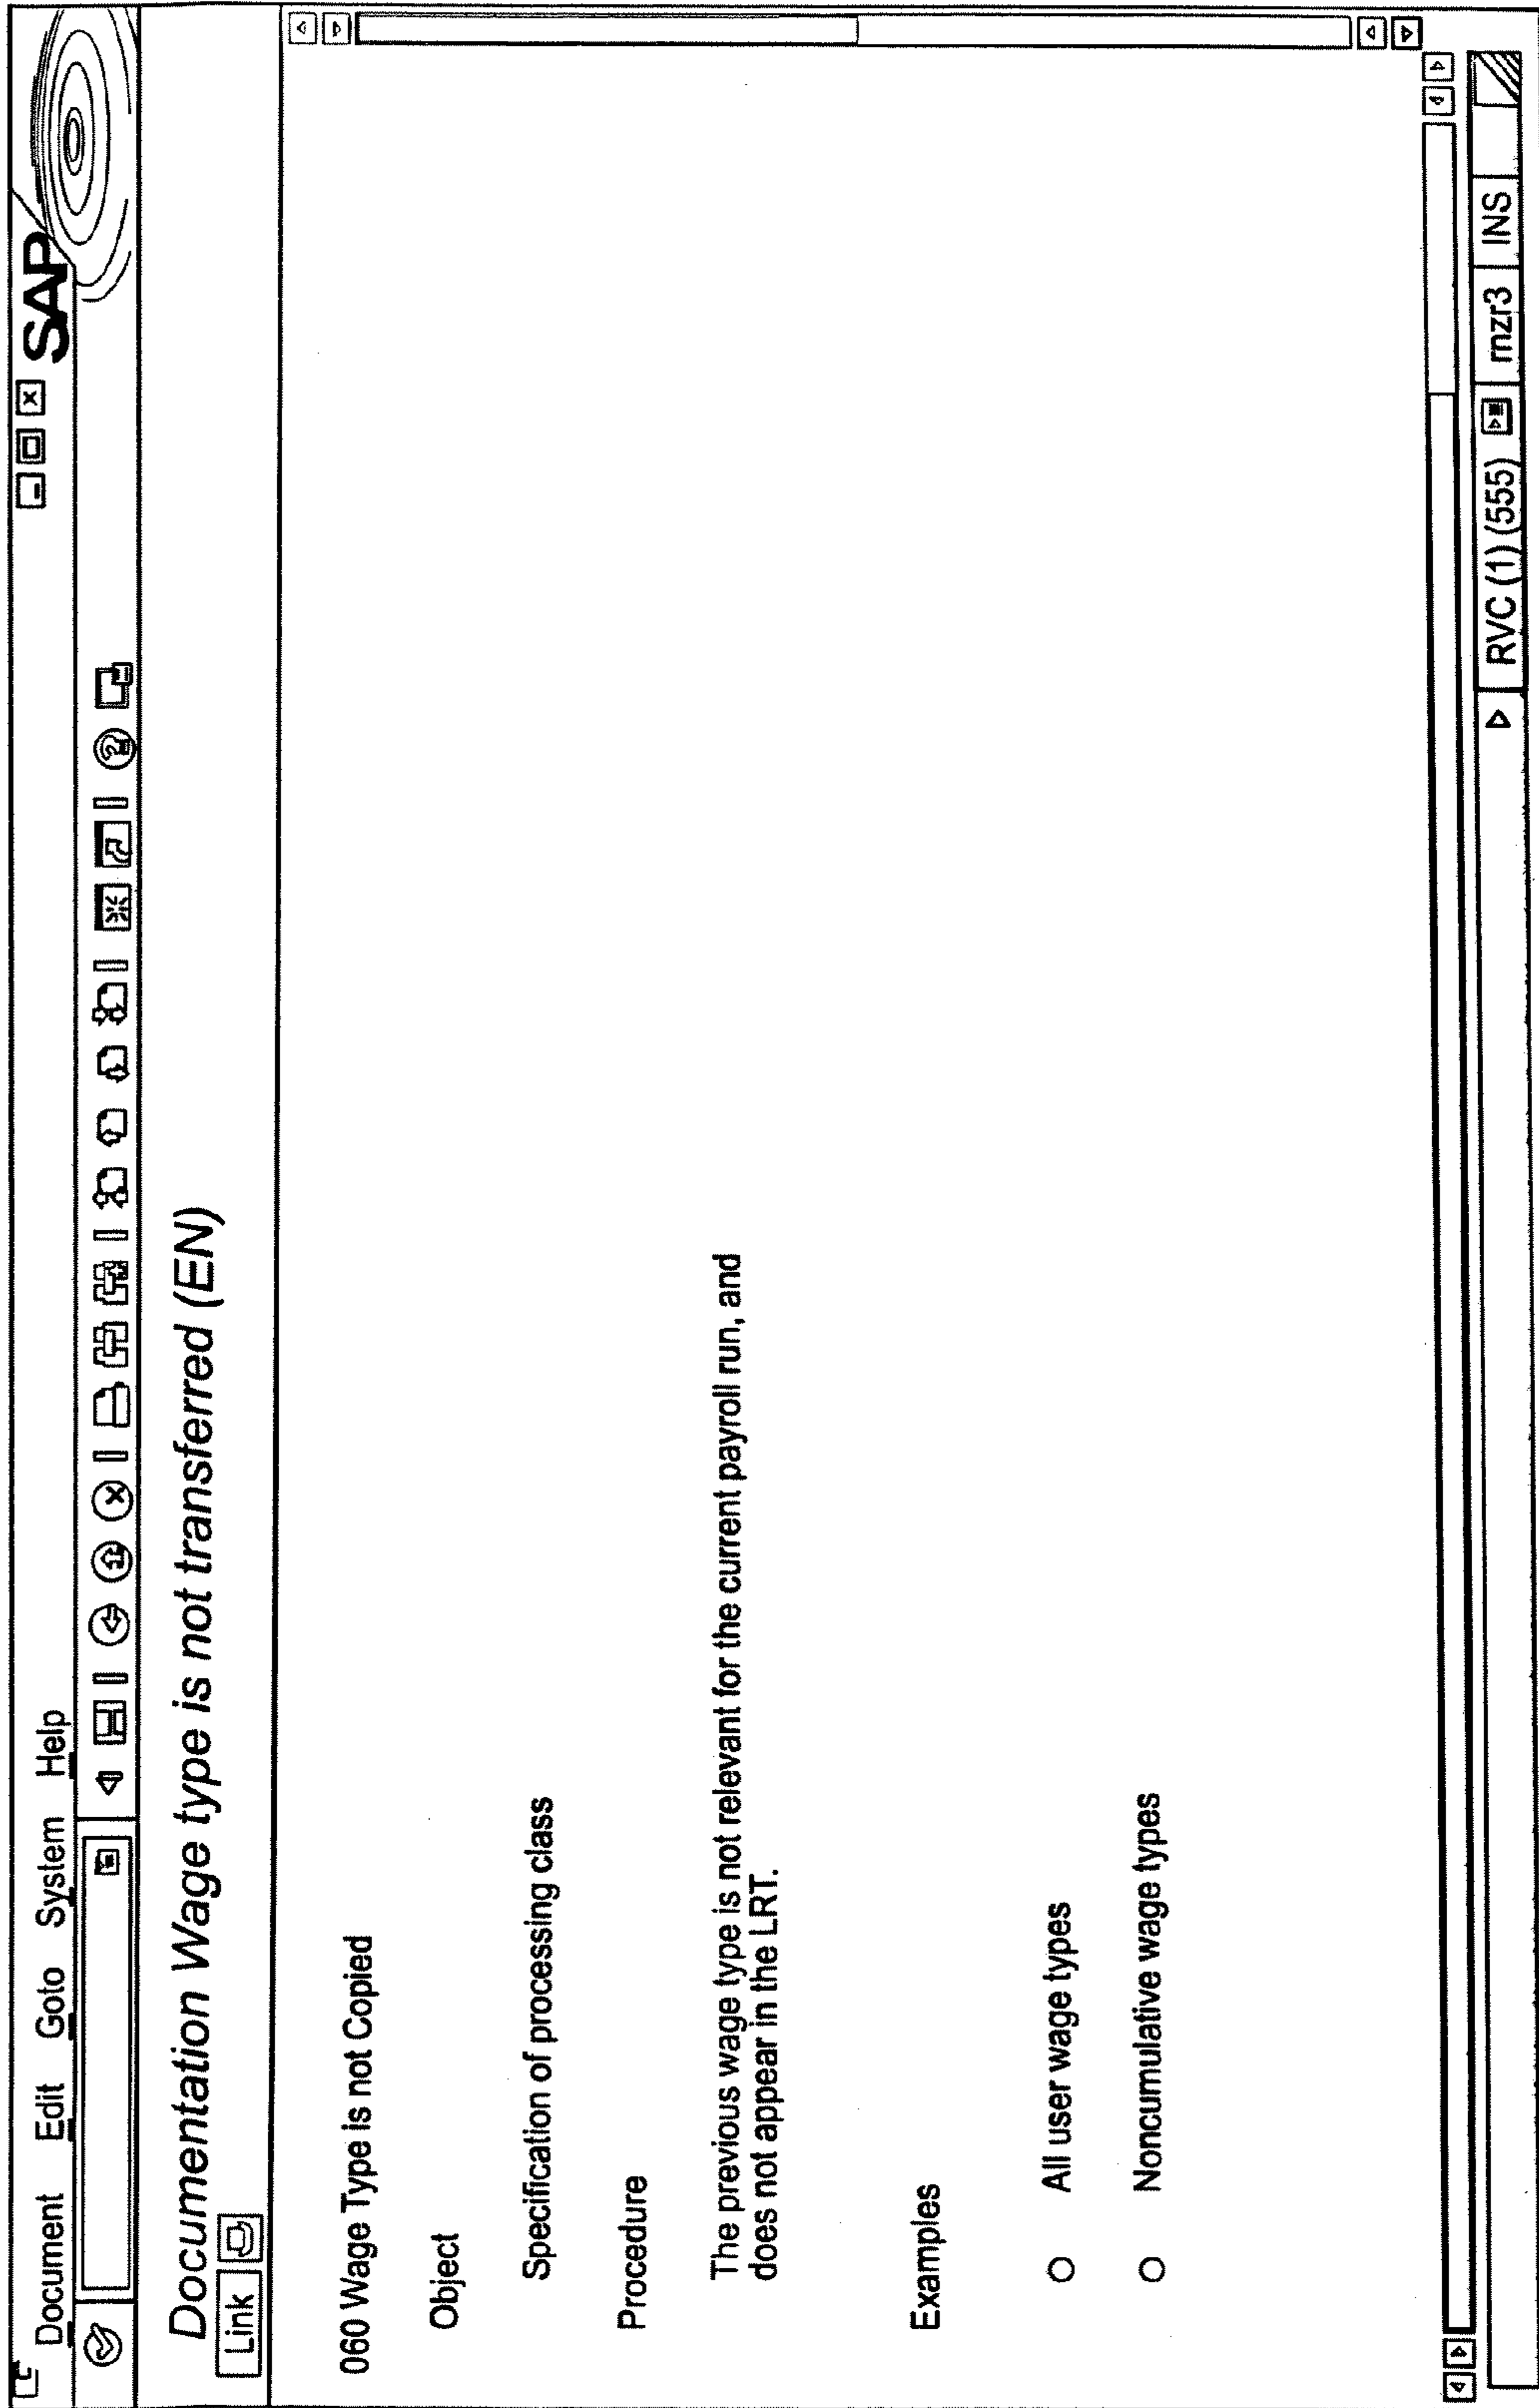 Document Edit Goto System Help
SAP
Documentation Wage type is not transferred (EN)
Link
060 Wage Type is not Copied
Object
Specification of processing class
Procedure
The previous wage type is not relevant for the current payroll run, and
does not appear in the LRT.
Examples
All user wage types
Noncumulative wage types
RVC (1) (555) rnzr3 INS